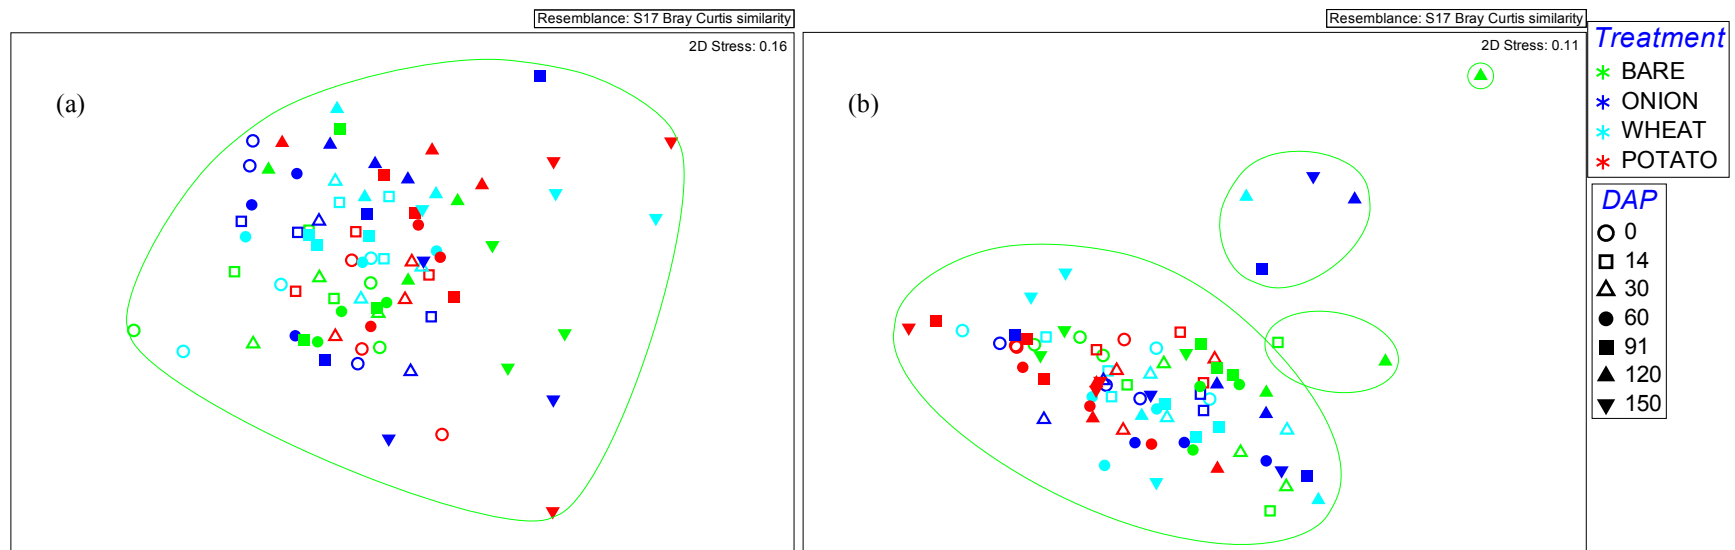 Resemblance: S17 Bray Curtis similarity
2D Stress: 0.16
(a)
Resemblance: S17 Bray Curtis similarity
2D Stress: 0.11
(b)
Treatment
BARE
ONION
WHEAT
POTATO
DAP
0
14
30
60
91
120
150